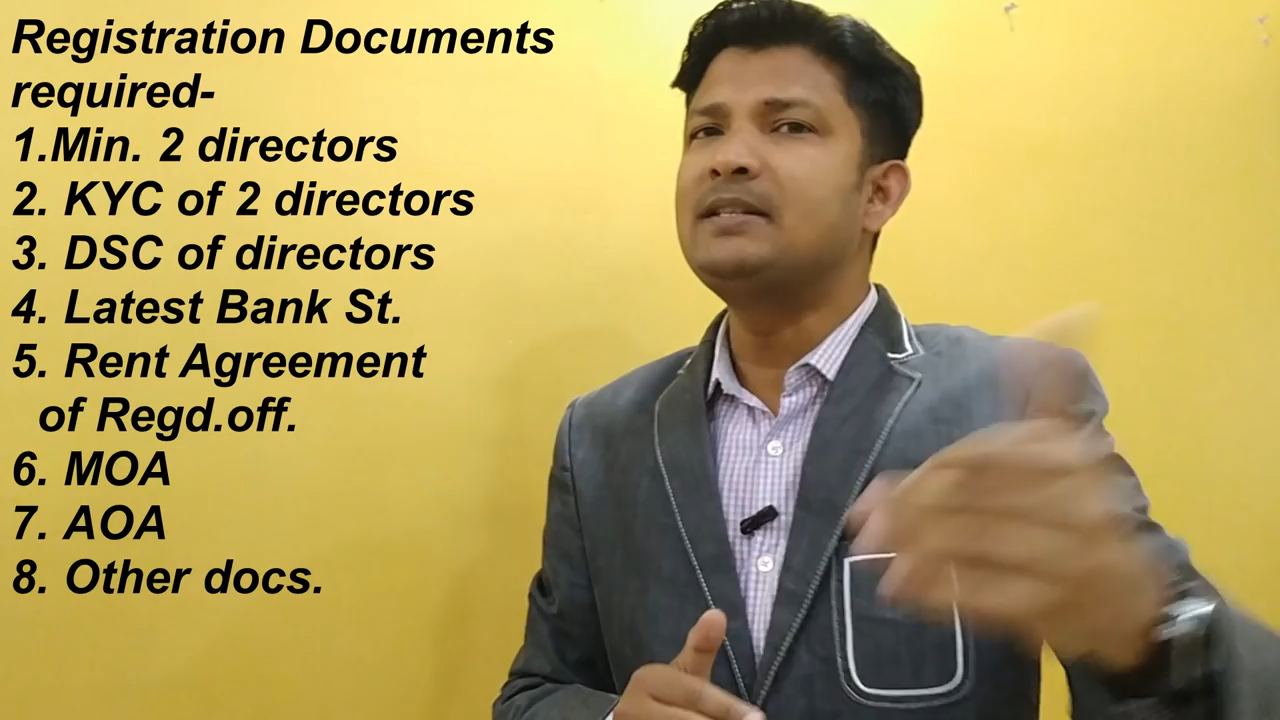 Registration Documents
required-
1.Min. 2 directors
2. KYC of 2 directors
3. DSC of directors
4. Latest Bank St.
5. Rent Agreement
of Regd.off.
6. MOA
7. AOA
8. Other docs.